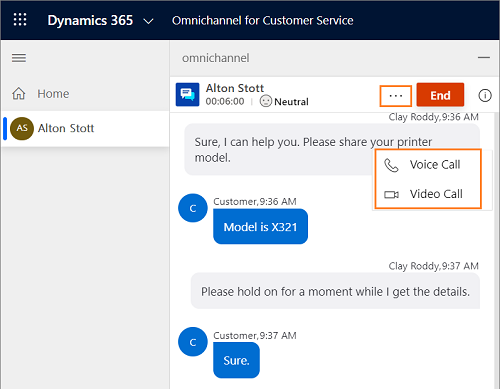 Dynamics 365
Omnichannel for Customer Service
omnichannel
Home
AS Alton Stott
Alton Stott
00:06:00 Neutral
... End
Clay Roddy,9:36 AM
Sure, I can help you. Please share your printer
model.
Voice Call
Video Call
Customer,9:36 AM
C
Model is X321
Clay Roddy,9:37 AM
Please hold on for a moment while I get the details.
Customer,9:37 AM
C
Sure.